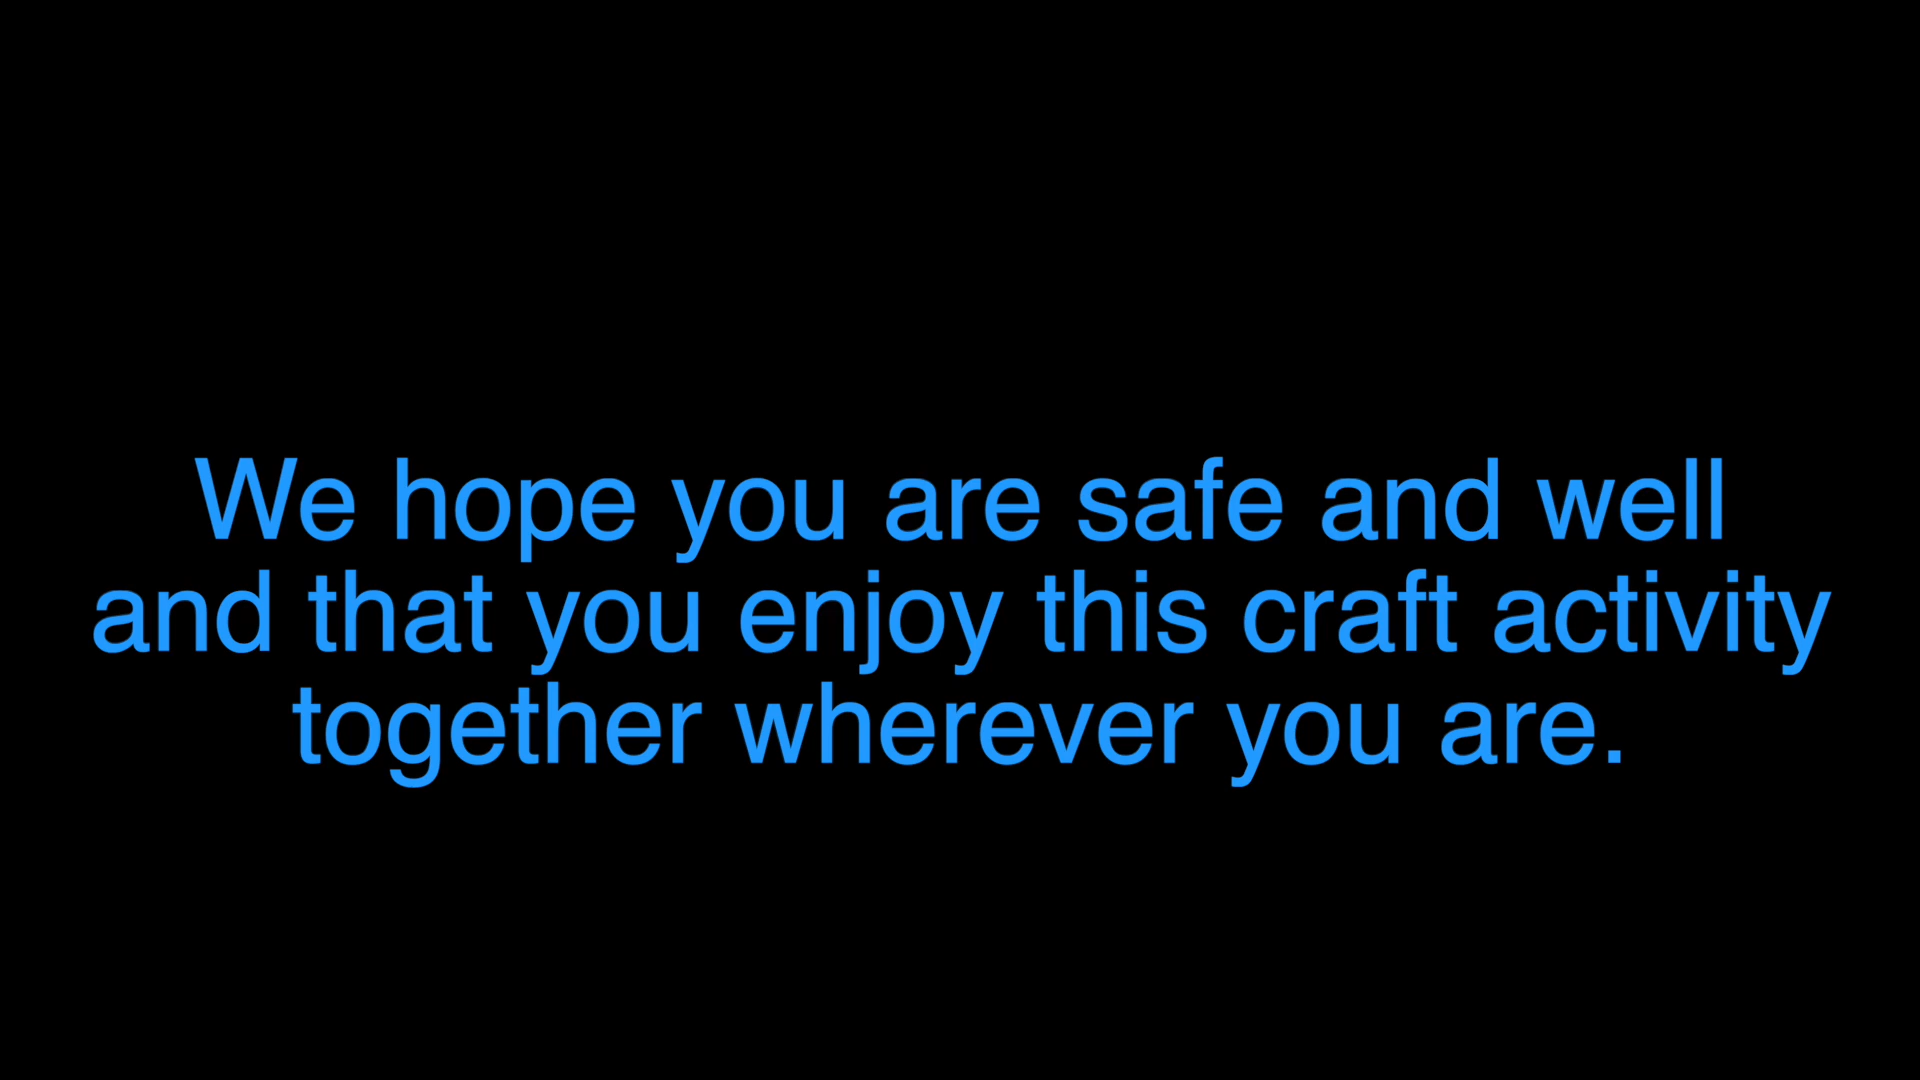 We hope you are safe and well
and that you enjoy this craft activity
together wherever you are.